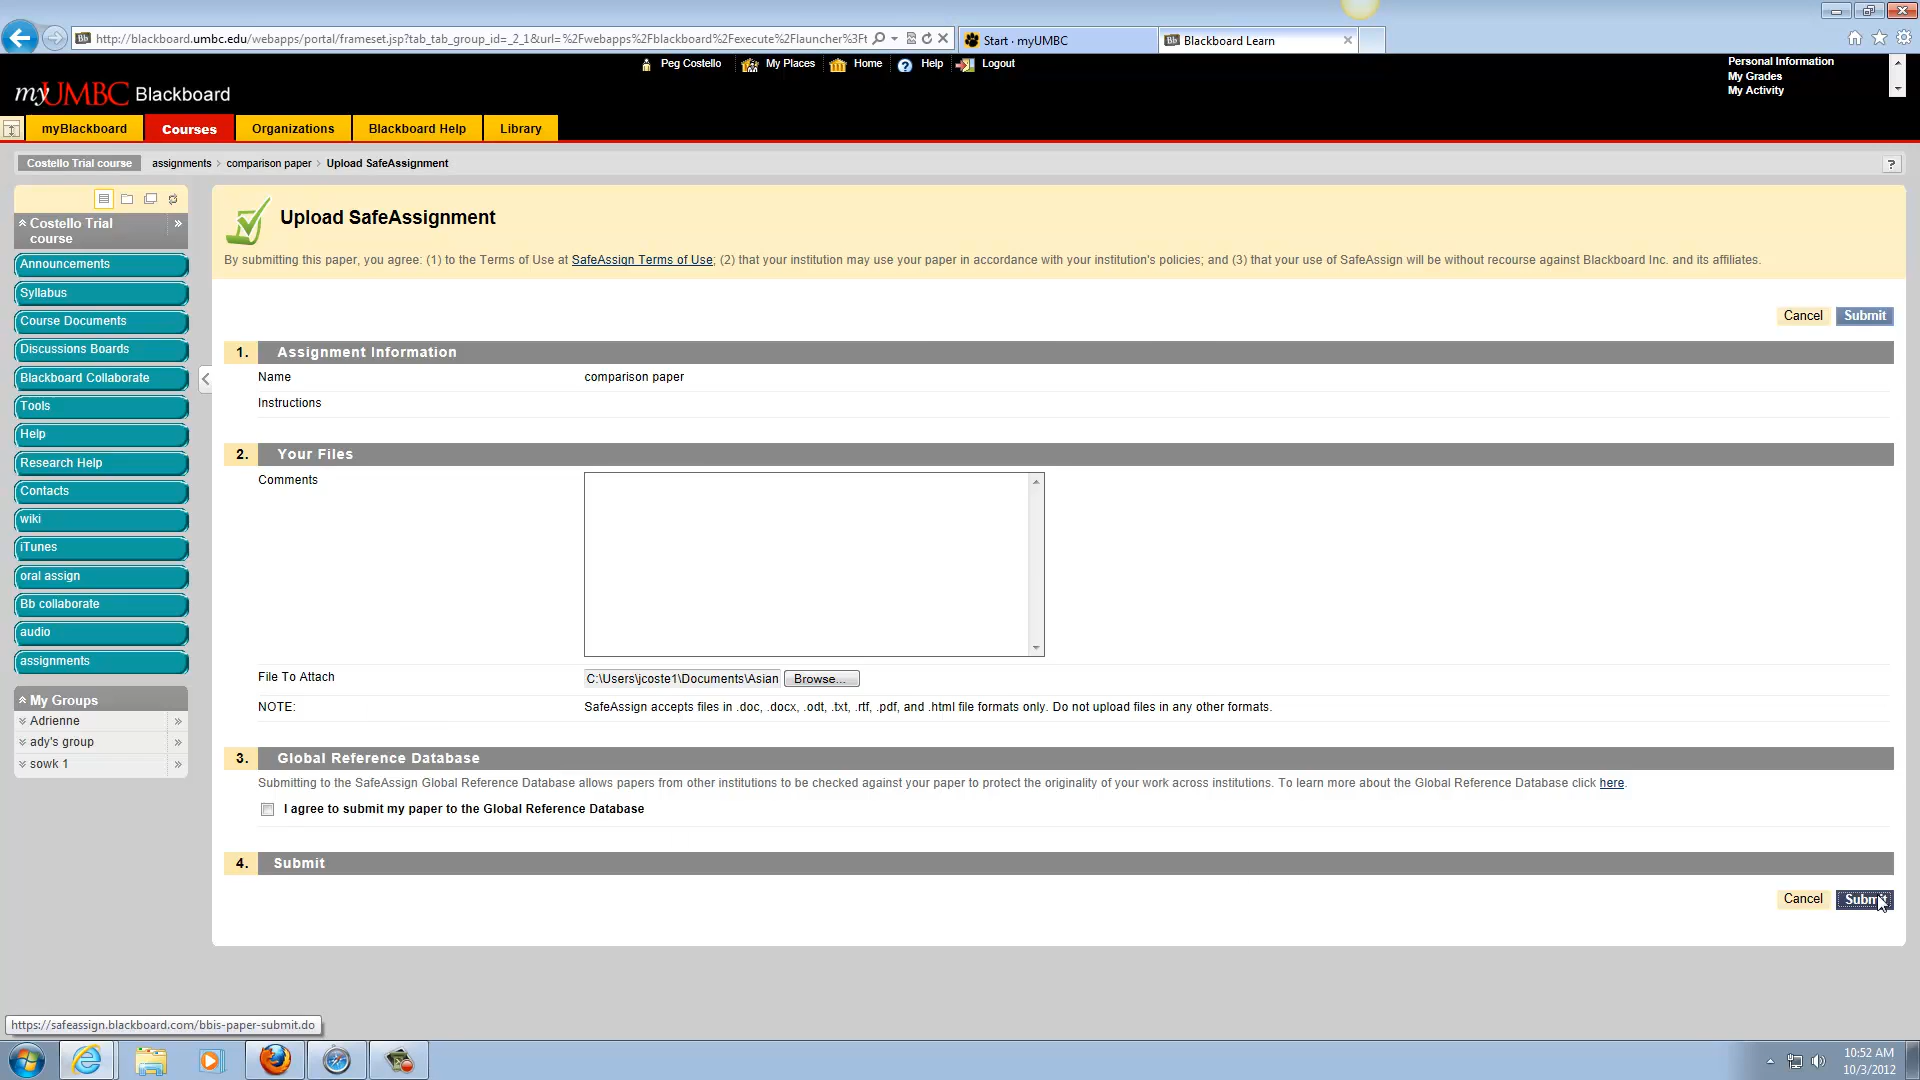 http://blackboard.umbc.edu/webapps/portal/frameset.jsp?tab_tab_group_id=_2_1&url=%2Fwebapps%2Fblackboard%2Fexecute%2Flauncher%3Ft
Start · myUMBC
Blackboard Learn
Peg Costello
My Places
Home
Help
Logout
Personal Information
My Grades
My Activity
myUMBC Blackboard
myBlackboard
Courses
Organizations
Blackboard Help
Library
Costello Trial course
assignments
comparison paper
Upload SafeAssignment
?
Costello Trial
course
Announcements
Syllabus
Course Documents
Discussions Boards
Blackboard Collaborate
Tools
Help
Research Help
Contacts
wiki
iTunes
oral assign
Bb collaborate
audio
assignments
My Groups
Adrienne
ady's group
sowk 1
Upload SafeAssignment
By submitting this paper, you agree: (1) to the Terms of Use at SafeAssign Terms of Use; (2) that your institution may use your paper in accordance with your institution's policies; and (3) that your use of SafeAssign will be without recourse against Blackboard Inc. and its affiliates.
Cancel
Submit
1. Assignment Information
Name
comparison paper
Instructions
2. Your Files
Comments
File To Attach
C:\Users\jcoste1\Documents\Asian
Browse...
NOTE:
SafeAssign accepts files in .doc, .docx, .odt, .txt, .rtf, .pdf, and .html file formats only. Do not upload files in any other formats.
3. Global Reference Database
Submitting to the SafeAssign Global Reference Database allows papers from other institutions to be checked against your paper to protect the originality of your work across institutions. To learn more about the Global Reference Database click here.
I agree to submit my paper to the Global Reference Database
4. Submit
Cancel
Submit
https://safeassign.blackboard.com/bbis-paper-submit.do
10:52 AM
10/3/2012